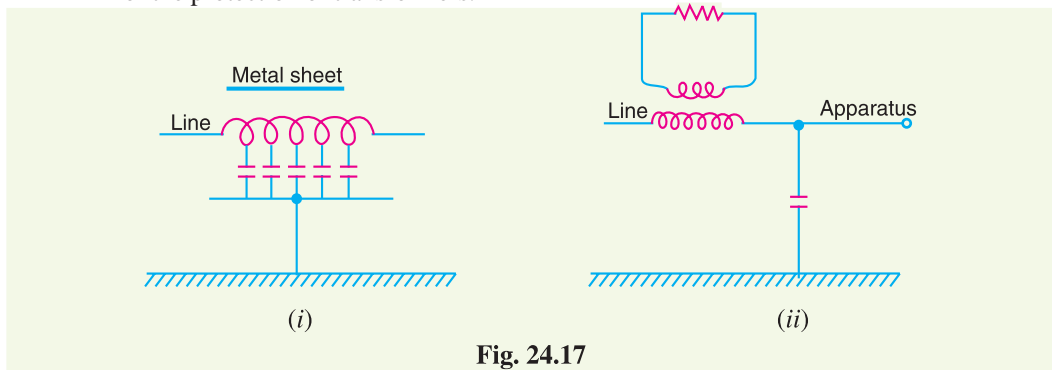 Metal sheet
Line
Line
Apparatus
(i)
(ii)
Fig. 24.17